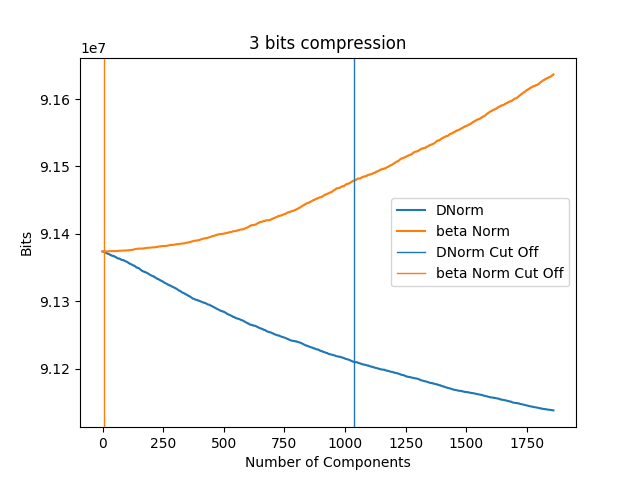 3 bits compression
1e7
9.16
9.15
9.14
9.13
9.12
Bits
DNorm
beta Norm
DNorm Cut Off
beta Norm Cut Off
0 250 500 750 1000 1250 1500 1750
Number of Components